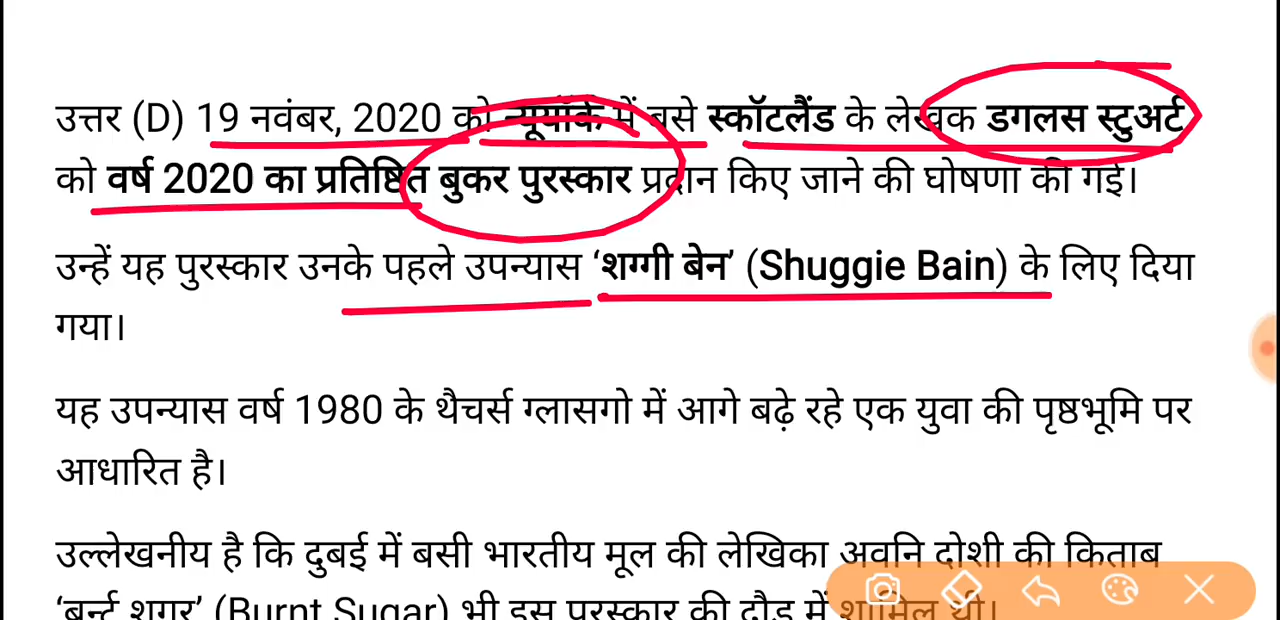 उत्तर (D) 19 नवंबर, 2020 को न्यूयॉर्क में बसे स्कॉटलैंड के लेखक डगलस स्टुअर्ट
को वर्ष 2020 का प्रतिष्ठित बुकर पुरस्कार प्रदान किए जाने की घोषणा की गई।
उन्हें यह पुरस्कार उनके पहले उपन्यास ‘शग्गी बेन’ (Shuggie Bain) के लिए दिया
गया।
यह उपन्यास वर्ष 1980 के थैचर्स ग्लासगो में आगे बढ़े रहे एक युवा की पृष्ठभूमि पर
आधारित है।
उल्लेखनीय है कि दुबई में बसी भारतीय मूल की लेखिका अवनि दोशी की किताब
‘बर्न्ट शुगर’ (Burnt Sugar) भी इस पुरस्कार की दौड़ में शामिल थी।